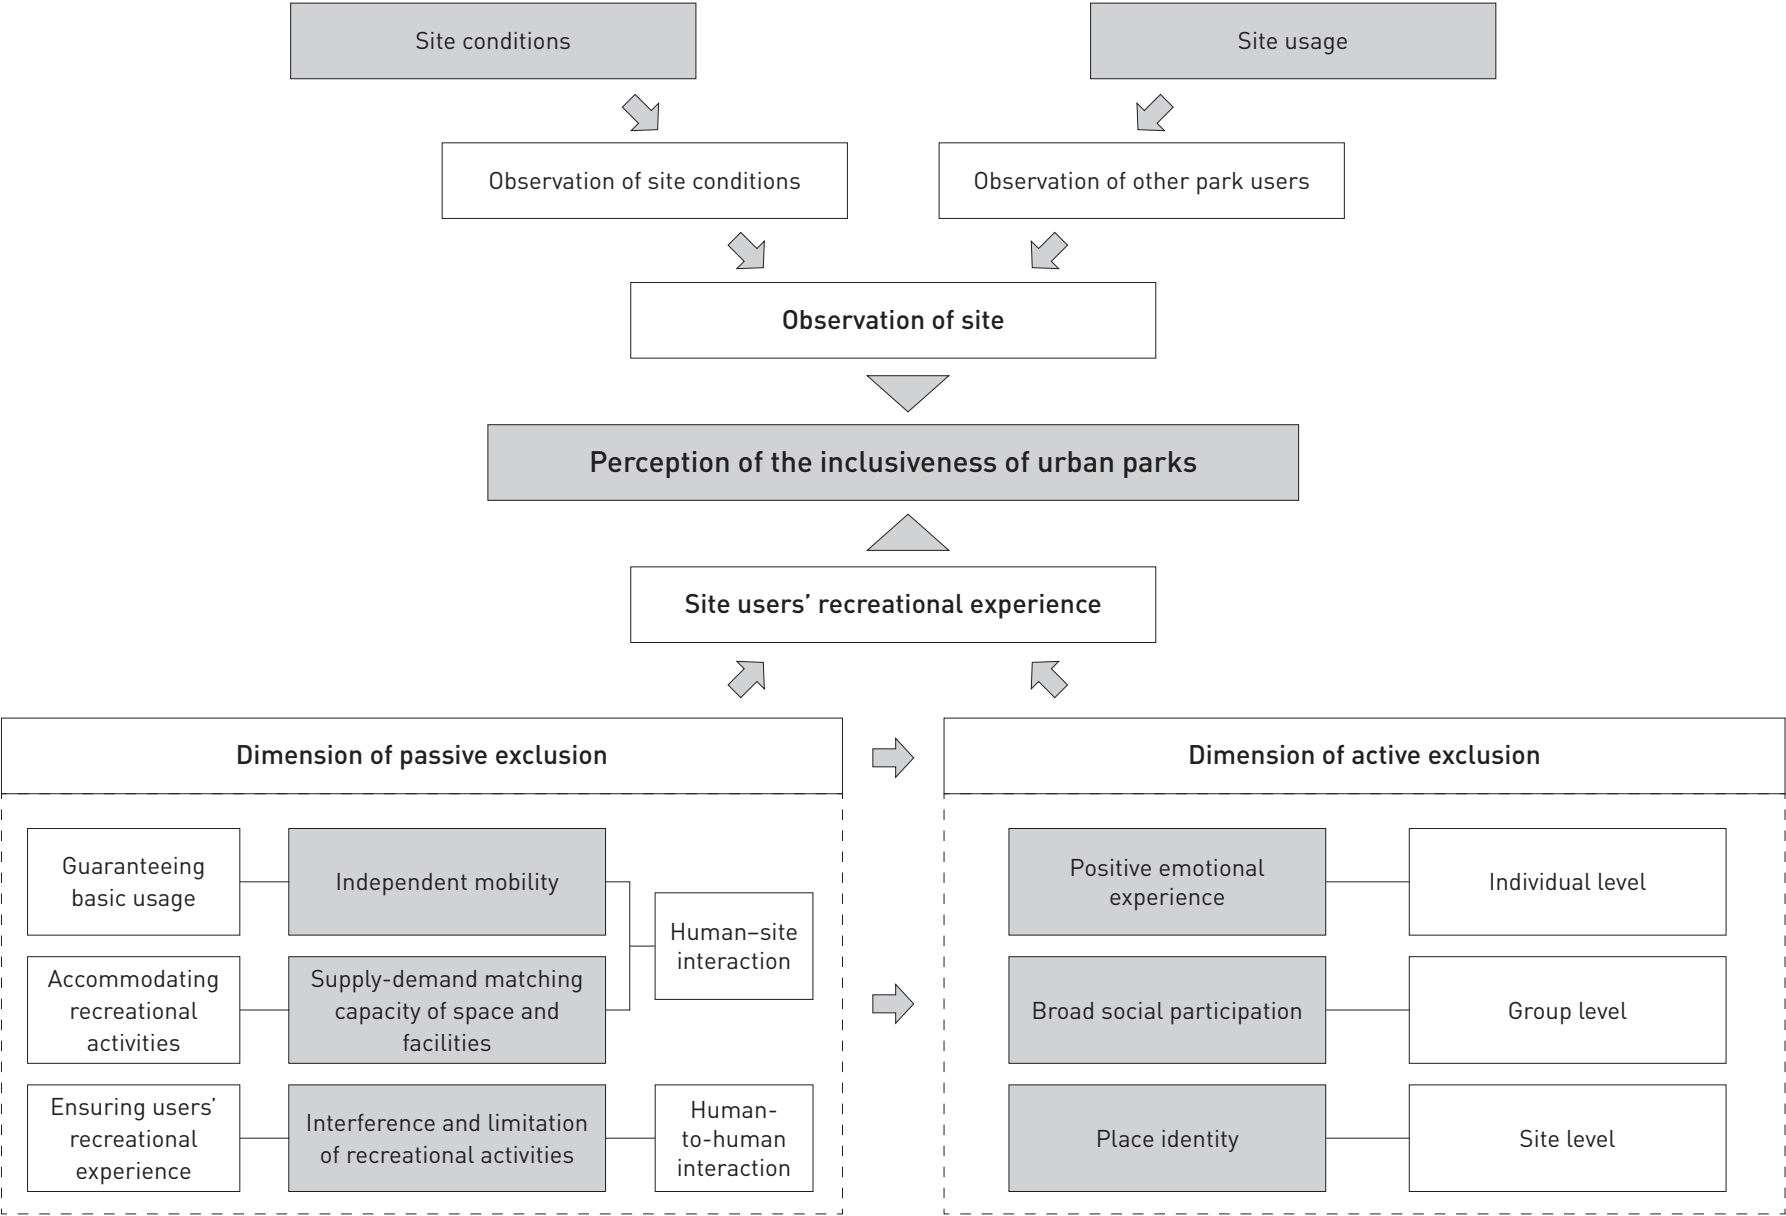 Site conditions
Site usage
Observation of site conditions
Observation of other park users
Observation of site
Perception of the inclusiveness of urban parks
Site users’ recreational experience
Dimension of passive exclusion
Dimension of active exclusion
Guaranteeing
basic usage
Independent mobility
Human–site
interaction
Accommodating
recreational
activities
Supply-demand matching
capacity of space and
facilities
Ensuring users’
recreational
experience
Interference and limitation
of recreational activities
Human-
to-human
interaction
Positive emotional
experience
Individual level
Broad social participation
Group level
Place identity
Site level